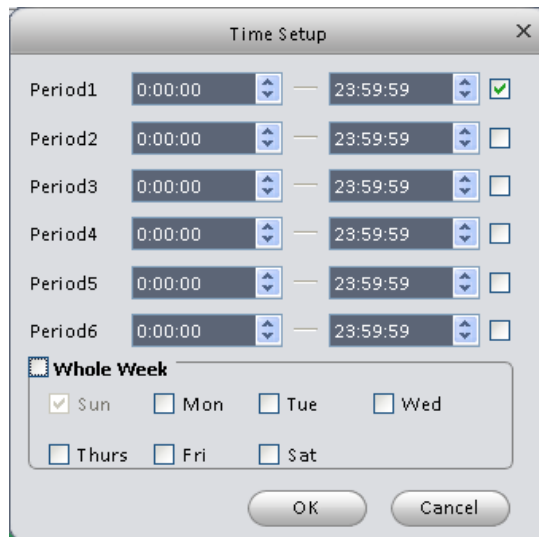 Time Setup
Period1 0:00:00 — 23:59:59
Period2 0:00:00 — 23:59:59
Period3 0:00:00 — 23:59:59
Period4 0:00:00 — 23:59:59
Period5 0:00:00 — 23:59:59
Period6 0:00:00 — 23:59:59
Whole Week
Sun Mon Tue Wed
Thurs Fri Sat
OK Cancel